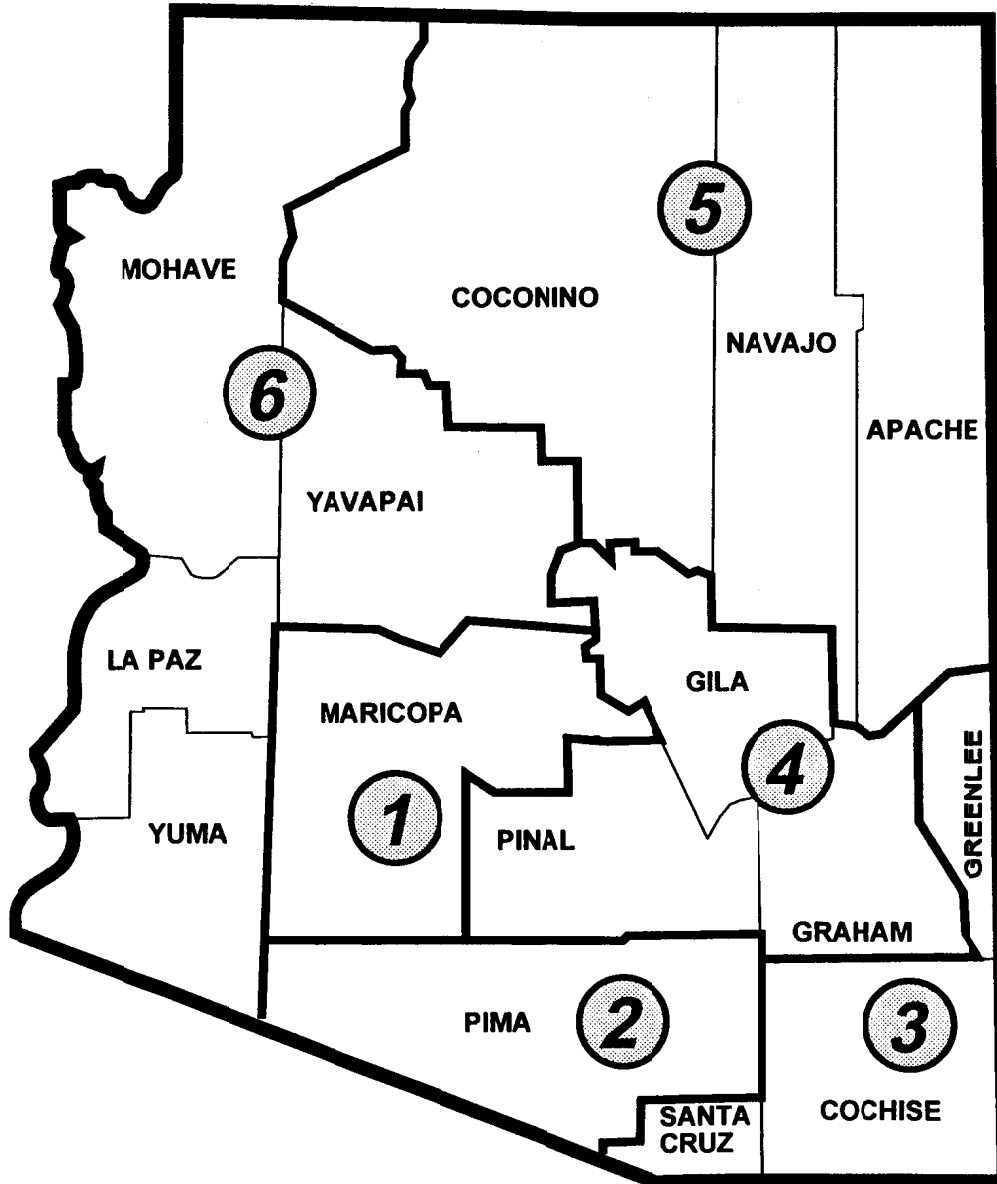 5
MOHAVE
COCONINO
NAVAJO
6
APACHE
YAVAPAI
LA PAZ
GILA
MARICOPA
4
GREENLEE
1
YUMA
PINAL
GRAHAM
PIMA
2
3
SANTA
CRUZ
COCHISE